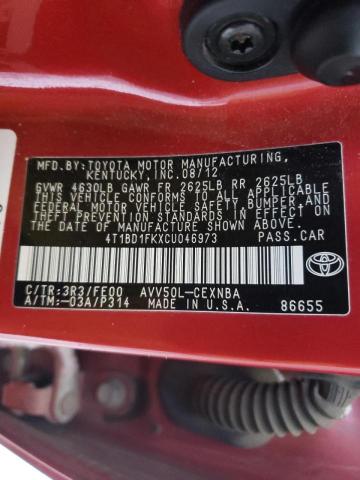 MFD.BY:TOYOTA MOTOR MANUFACTURING,
KENTUCKY, INC. 08/12
GVWR 4630LB GAWR FR 2625LB RR 2625LB
THIS VEHICLE CONFORMS TO ALL APPLICABLE
FEDERAL MOTOR VEHICLE SAFETY, BUMPER, AND
THEFT PREVENTION STANDARDS IN EFFECT ON
THE DATE OF MANUFACTURE SHOWN ABOVE.
4T1BD1FKXCU046973 PASS.CAR
TOYOTA
C/TR:3R3/FE00 AVV50L-CEXNBA
A/TM:-03A/P314 MADE IN U.S.A. 86655